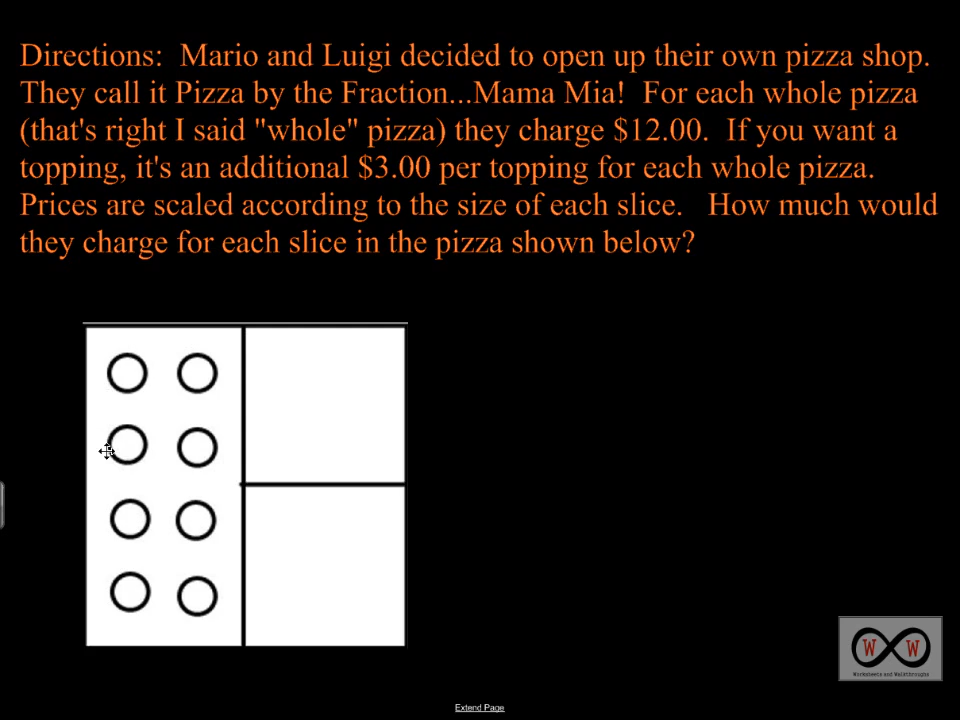 Directions:  Mario and Luigi decided to open up their own pizza shop.
They call it Pizza by the Fraction...Mama Mia!  For each whole pizza
(that's right I said "whole" pizza) they charge $12.00.  If you want a
topping, it's an additional $3.00 per topping for each whole pizza.
Prices are scaled according to the size of each slice.   How much would
they charge for each slice in the pizza shown below?
W W
Worksheets and Walkthroughs
Extend Page